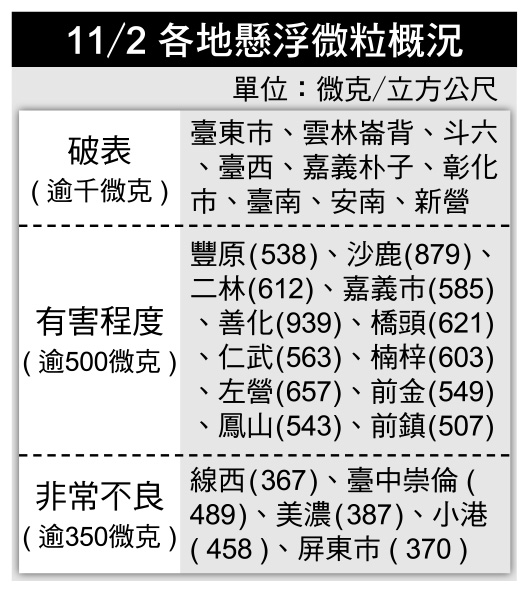 11/2 各地懸浮微粒概況
單位：微克/立方公尺
破表
(逾千微克)
臺東市、雲林崙背、斗六
、臺西、嘉義朴子、彰化
市、臺南、安南、新營
有害程度
(逾500微克)
豐原(538)、沙鹿(879)、
二林(612)、嘉義市(585)
、善化(939)、橋頭(621)
、仁武(563)、楠梓(603)
、左營(657)、前金(549)
、鳳山(543)、前鎮(507)
非常不良
(逾350微克)
線西(367)、臺中崇倫(
489)、美濃(387)、小港
(458)、屏東市(370)